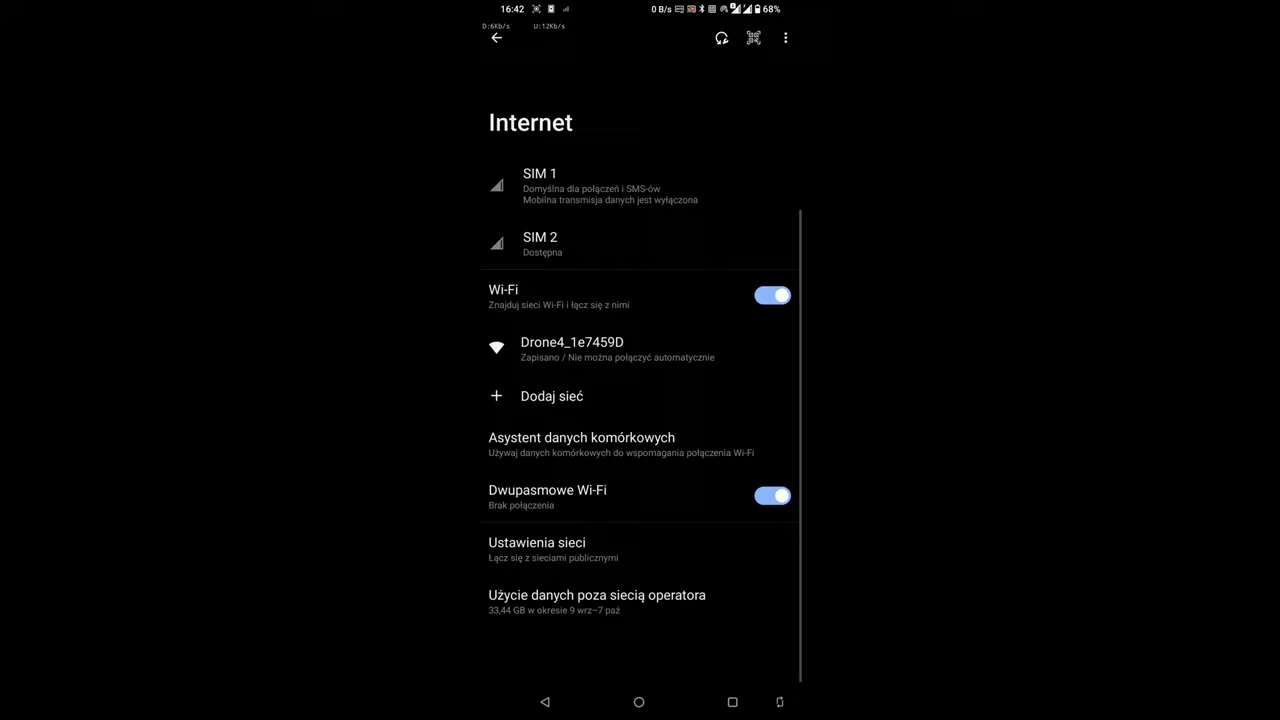 16:42
0 B/s
68%
D:6Kb/s U:12Kb/s
Internet
SIM 1
Domyślna dla połączeń i SMS-ów
Mobilna transmisja danych jest wyłączona
SIM 2
Dostępna
Wi-Fi
Znajduj sieci Wi-Fi i łącz się z nimi
Drone4_1e7459D
Zapisano / Nie można połączyć automatycznie
Dodaj sieć
Asystent danych komórkowych
Używaj danych komórkowych do wspomagania połączenia Wi-Fi
Dwupasmowe Wi-Fi
Brak połączenia
Ustawienia sieci
Łącz się z sieciami publicznymi
Użycie danych poza siecią operatora
33,44 GB w okresie 9 wrz–7 paź